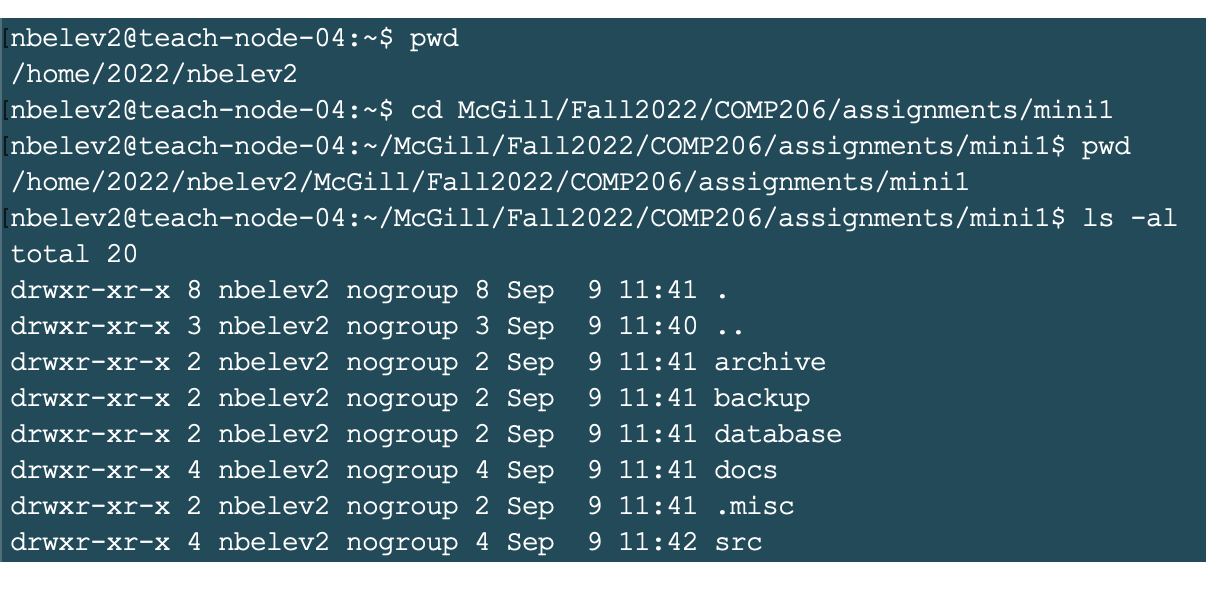 [nbelev2@teach-node-04:~$ pwd
/home/2022/nbelev2
[nbelev2@teach-node-04:~$ cd McGill/Fall2022/COMP206/assignments/mini1
[nbelev2@teach-node-04:~/McGill/Fall2022/COMP206/assignments/mini1$ pwd
/home/2022/nbelev2/McGill/Fall2022/COMP206/assignments/mini1
[nbelev2@teach-node-04:~/McGill/Fall2022/COMP206/assignments/mini1$ ls -al
total 20
drwxr-xr-x 8 nbelev2 nogroup 8 Sep  9 11:41 .
drwxr-xr-x 3 nbelev2 nogroup 3 Sep  9 11:40 ..
drwxr-xr-x 2 nbelev2 nogroup 2 Sep  9 11:41 archive
drwxr-xr-x 2 nbelev2 nogroup 2 Sep  9 11:41 backup
drwxr-xr-x 2 nbelev2 nogroup 2 Sep  9 11:41 database
drwxr-xr-x 4 nbelev2 nogroup 4 Sep  9 11:41 docs
drwxr-xr-x 2 nbelev2 nogroup 2 Sep  9 11:41 .misc
drwxr-xr-x 4 nbelev2 nogroup 4 Sep  9 11:42 src